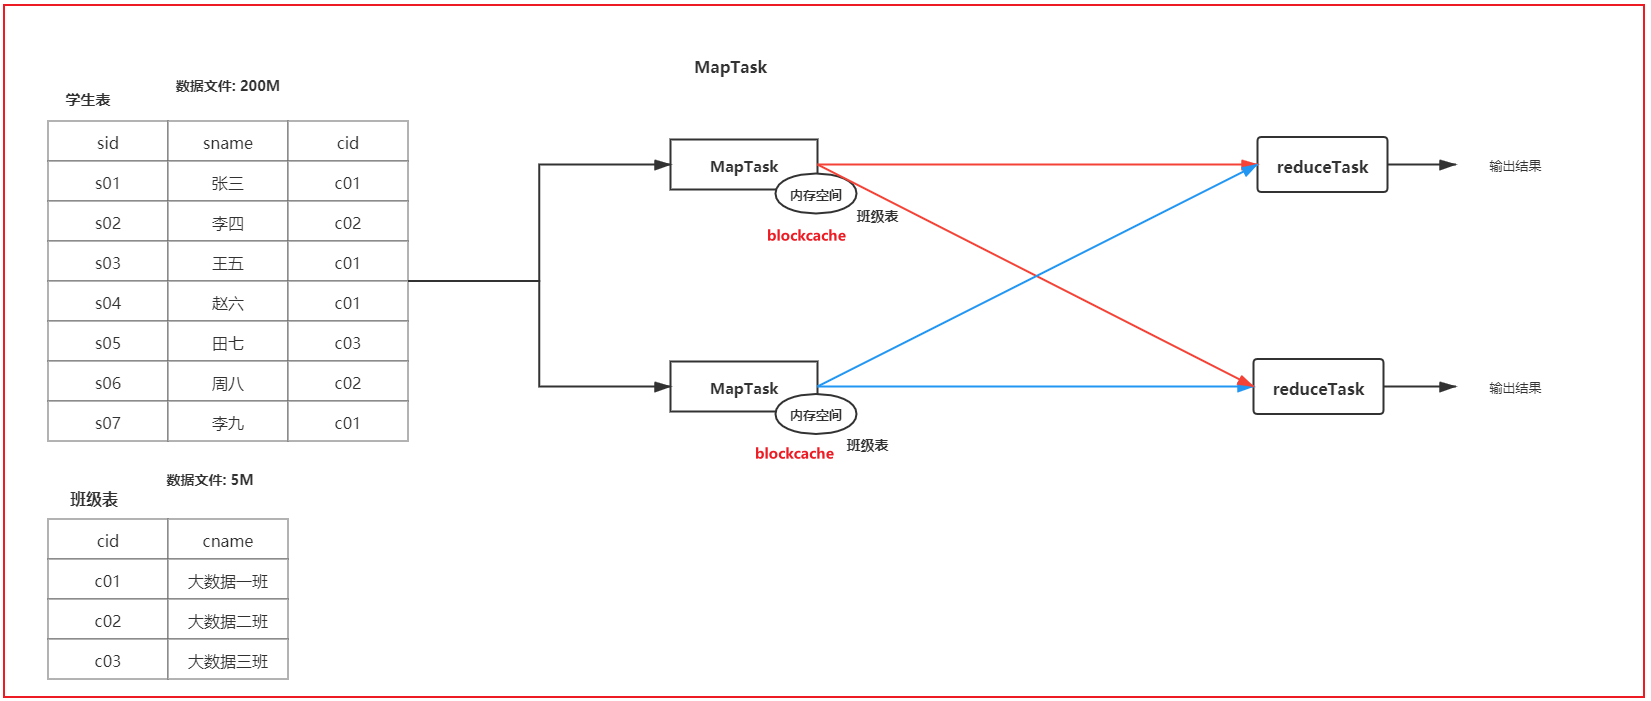 MapTask
数据文件: 200M
学生表
sid sname cid
s01 张三 c01
s02 李四 c02
s03 王五 c01
s04 赵六 c01
s05 田七 c03
s06 周八 c02
s07 李九 c01
MapTask
内存空间
班级表
blockcache
reduceTask
输出结果
MapTask
内存空间
班级表
blockcache
reduceTask
输出结果
数据文件: 5M
班级表
cid cname
c01 大数据一班
c02 大数据二班
c03 大数据三班